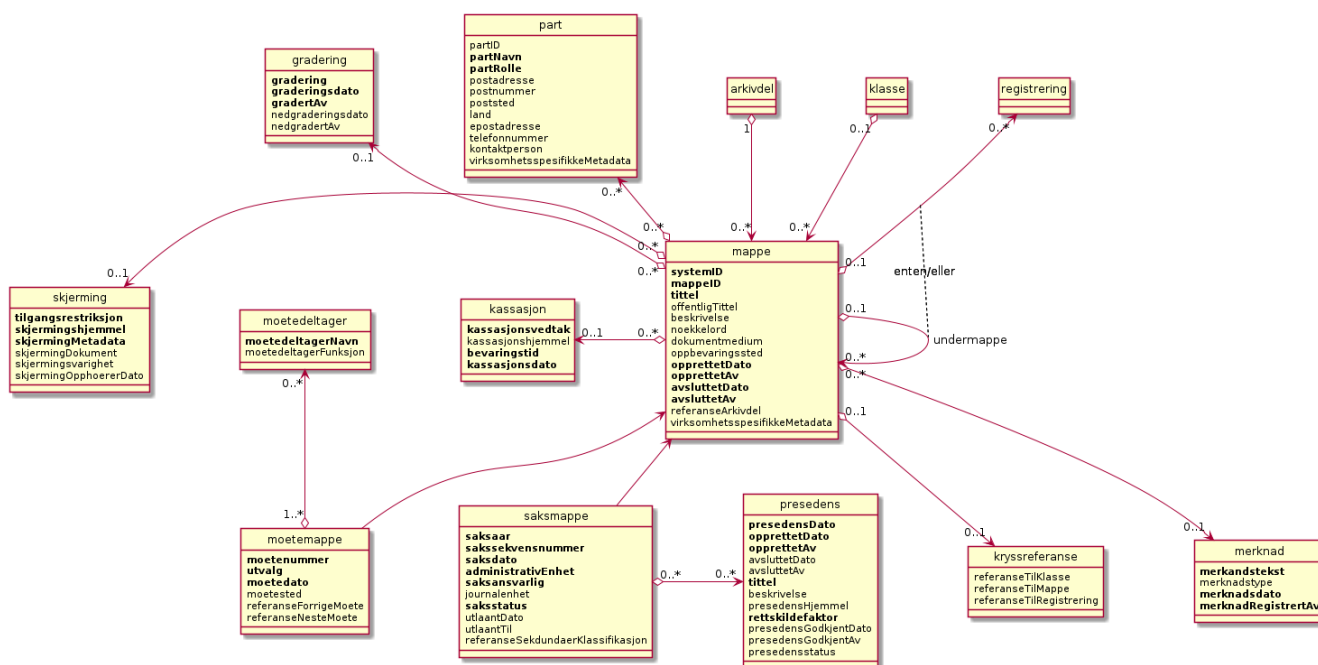 part
partID
partNavn
partRolle
postadresse
postnummer
poststed
land
epostadresse
telefonnummer
kontaktperson
virksomhetsspesifikkeMetadata
gradering
gradering
graderingsdato
gradertAv
nedgraderingsdato
nedgradertAv
arkivdel
klasse
registrering
0..1
0..*
1
0..1
0..*
0..*
0..*
0..*
0..*
0..*
0..1
0..1
skjerming
tilgangsrestriksjon
skjermingshjemmel
skjermingMetadata
skjermingDokument
skjermingsvarighet
skjermingOpphoererDato
mappe
systemID
mappeID
tittel
offentligTittel
beskrivelse
noekkelord
dokumentmedium
oppbevaringssted
opprettetDato
opprettetAv
avsluttetDato
avsluttetAv
referanseArkivdel
virksomhetsspesifikkeMetadata
enten/eller
0..1
undermappe
0..*
0..*
0..1
kassasjon
kassasjonsvedtak
kassasjonshjemmel
bevaringstid
kassasjonsdato
0..1
0..*
moetedeltager
moetedeltagerNavn
moetedeltagerFunksjon
0..*
1..*
moetemappe
moetenummer
utvalg
moetedato
moetested
referanseForrigeMoete
referanseNesteMoete
saksmappe
saksaar
sakssekvensnummer
saksdato
administrativEnhet
saksansvarlig
journalenhet
saksstatus
utlaantDato
utlaantTil
referanseSekdundaerKlassifikasjon
0..*
0..*
presedens
presedensDato
opprettetDato
opprettetAv
avsluttetDato
avsluttetAv
tittel
beskrivelse
presedensHjemmel
rettskildefaktor
presedensGodkjentDato
presedensGodkjentAv
presedensstatus
0..1
kryssreferanse
referanseTilKlasse
referanseTilMappe
referanseTilRegistrering
0..1
merknad
merkandstekst
merknadstype
merknadsdato
merknadRegistrertAv